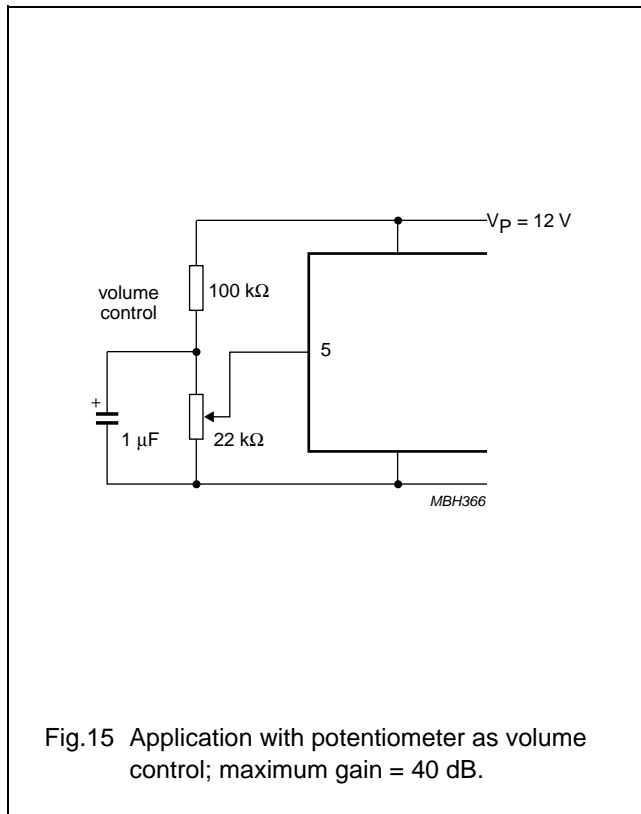 V_P = 12 V
volume
control
100 kΩ
5
+
1 μF
22 kΩ
MBH366
Fig.15 Application with potentiometer as volume
control; maximum gain = 40 dB.